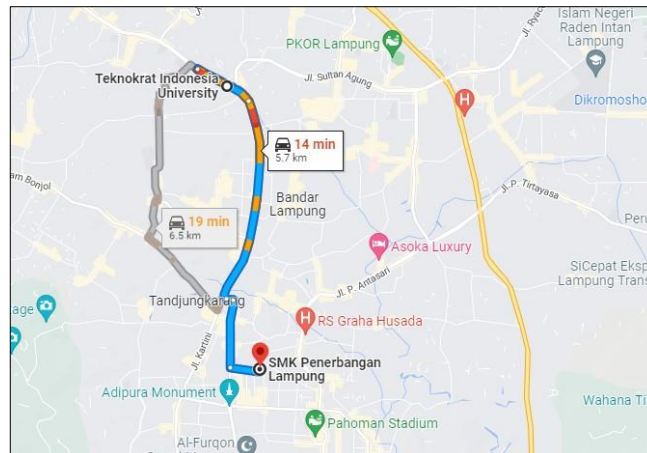 Islam Negeri
Raden Intan
Lampung
PKOR Lampung
Jl. Sultan Agung
Teknokrat Indonesia
University
Dikromosho
14 min
5.7 km
am Bonjol
Bandar
Lampung
Jl. P. Tirtayasa
19 min
6.5 km
Asoka Luxury
SiCepat Eksp
Lampung Trans
Tandjungkarang
Jl. P. Antasari
RS Graha Husada
Jl. Kartini
SMK Penerbangan
Lampung
Adipura Monument
Wahana Ti
Pahoman Stadium
Al-Furqon